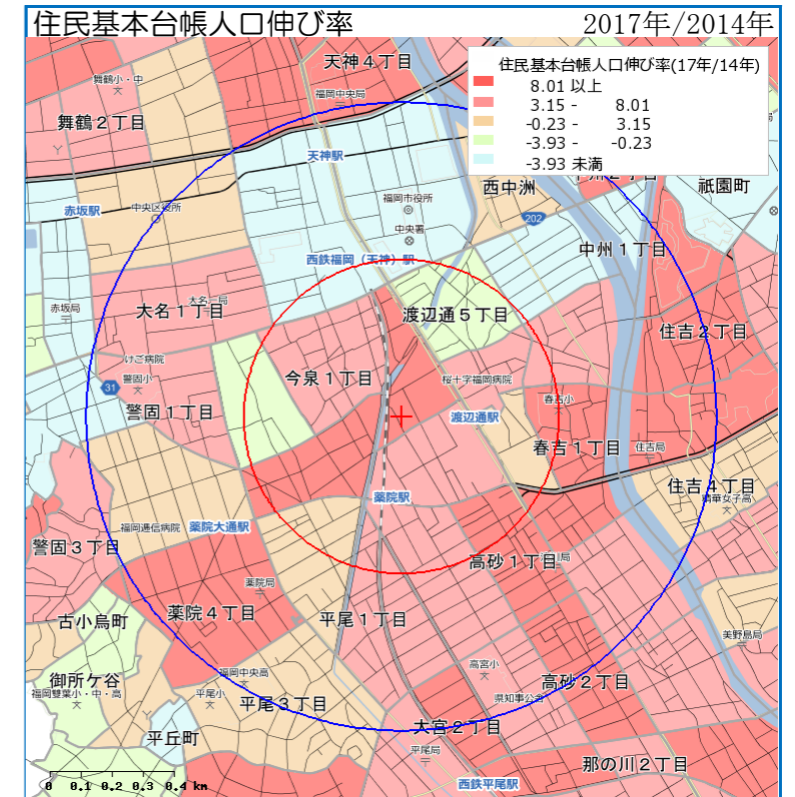 住民基本台帳人口伸び率 2017年/2014年
住民基本台帳人口伸び率(17年/14年)
8.01 以上
3.15 - 8.01
-0.23 - 3.15
-3.93 - -0.23
-3.93 未満
天神4丁目
舞鶴小・中
福岡中央局
舞鶴2丁目
天神駅
西中洲
祇園町
福岡市役所
赤坂駅
中央区役所
202
中央署
中州1丁目
西鉄福岡(天神)駅
赤坂局
大名1丁目
渡辺通5丁目
住吉2丁目
けご病院
警固小
31
今泉1丁目
桜十字福岡病院
春吉小
警固1丁目
渡辺通駅
春吉1丁目
住吉局
住吉4丁目
薬院駅
福岡逓信病院
薬院大通駅
警固3丁目
高砂1丁目
薬院局
古小烏町
薬院4丁目
平尾1丁目
美野島局
高宮小
福岡中央高
御所ケ谷
福岡雙葉小・中・高
平尾小
高砂2丁目
県知事公舎
平尾3丁目
大宮2丁目
平丘町
平尾局
那の川2丁目
西鉄平尾駅
0 0.1 0.2 0.3 0.4 km